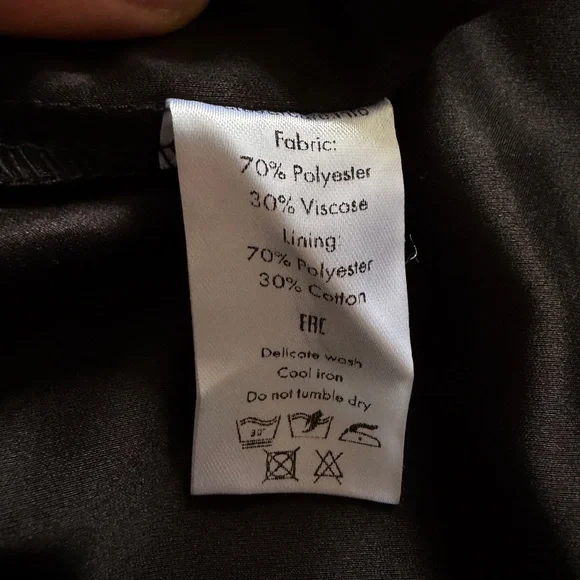 Fabric:
70% Polyester
30% Viscose
Lining:
70% Polyester
30% Cotton
EAC
Delicate wash
Cool iron
Do not tumble dry
30°